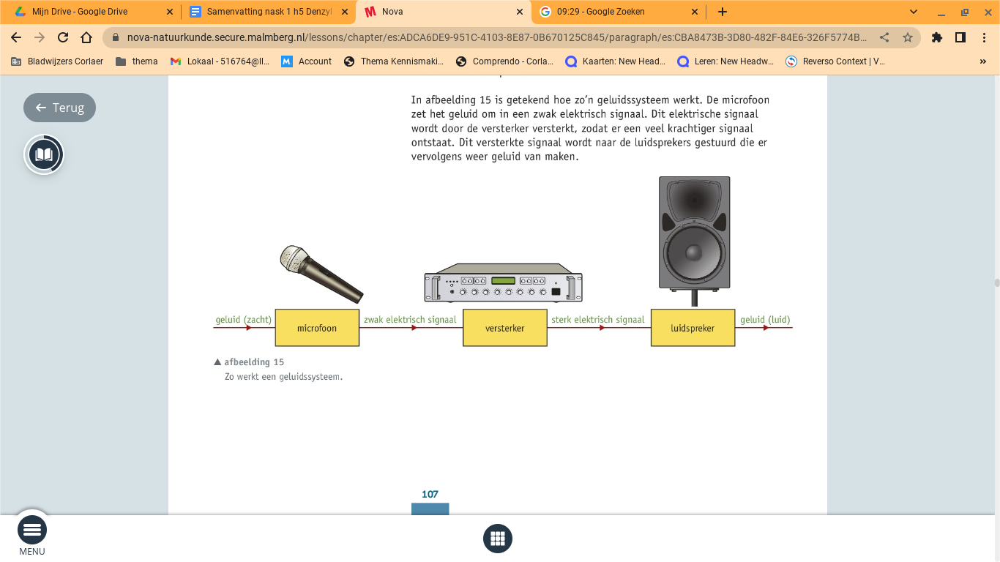 Mijn Drive - Google Drive
Samenvatting nask 1 h5 Denzyl
Nova
09:29 - Google Zoeken
nova-natuurkunde.secure.malmberg.nl/lessons/chapter/es:ADCA6DE9-951C-4103-8E87-0B670125C845/paragraph/es:CBA8473B-3D80-482F-84E6-326F5774B...
Bladwijzers Corlaer
thema
Lokaal - 516764@ll...
Account
Thema Kennismaki...
Comprendo - Corla...
Kaarten: New Head...
Leren: New Headw...
Reverso Context | V...
»
Terug
In afbeelding 15 is getekend hoe zo'n geluidssysteem werkt. De microfoon
zet het geluid om in een zwak elektrisch signaal. Dit elektrische signaal
wordt door de versterker versterkt, zodat er een veel krachtiger signaal
ontstaat. Dit versterkte signaal wordt naar de luidsprekers gestuurd die er
vervolgens weer geluid van maken.
geluid (zacht)
microfoon
zwak elektrisch signaal
versterker
sterk elektrisch signaal
luidspreker
geluid (luid)
▲ afbeelding 15
Zo werkt een geluidssysteem.
107
MENU